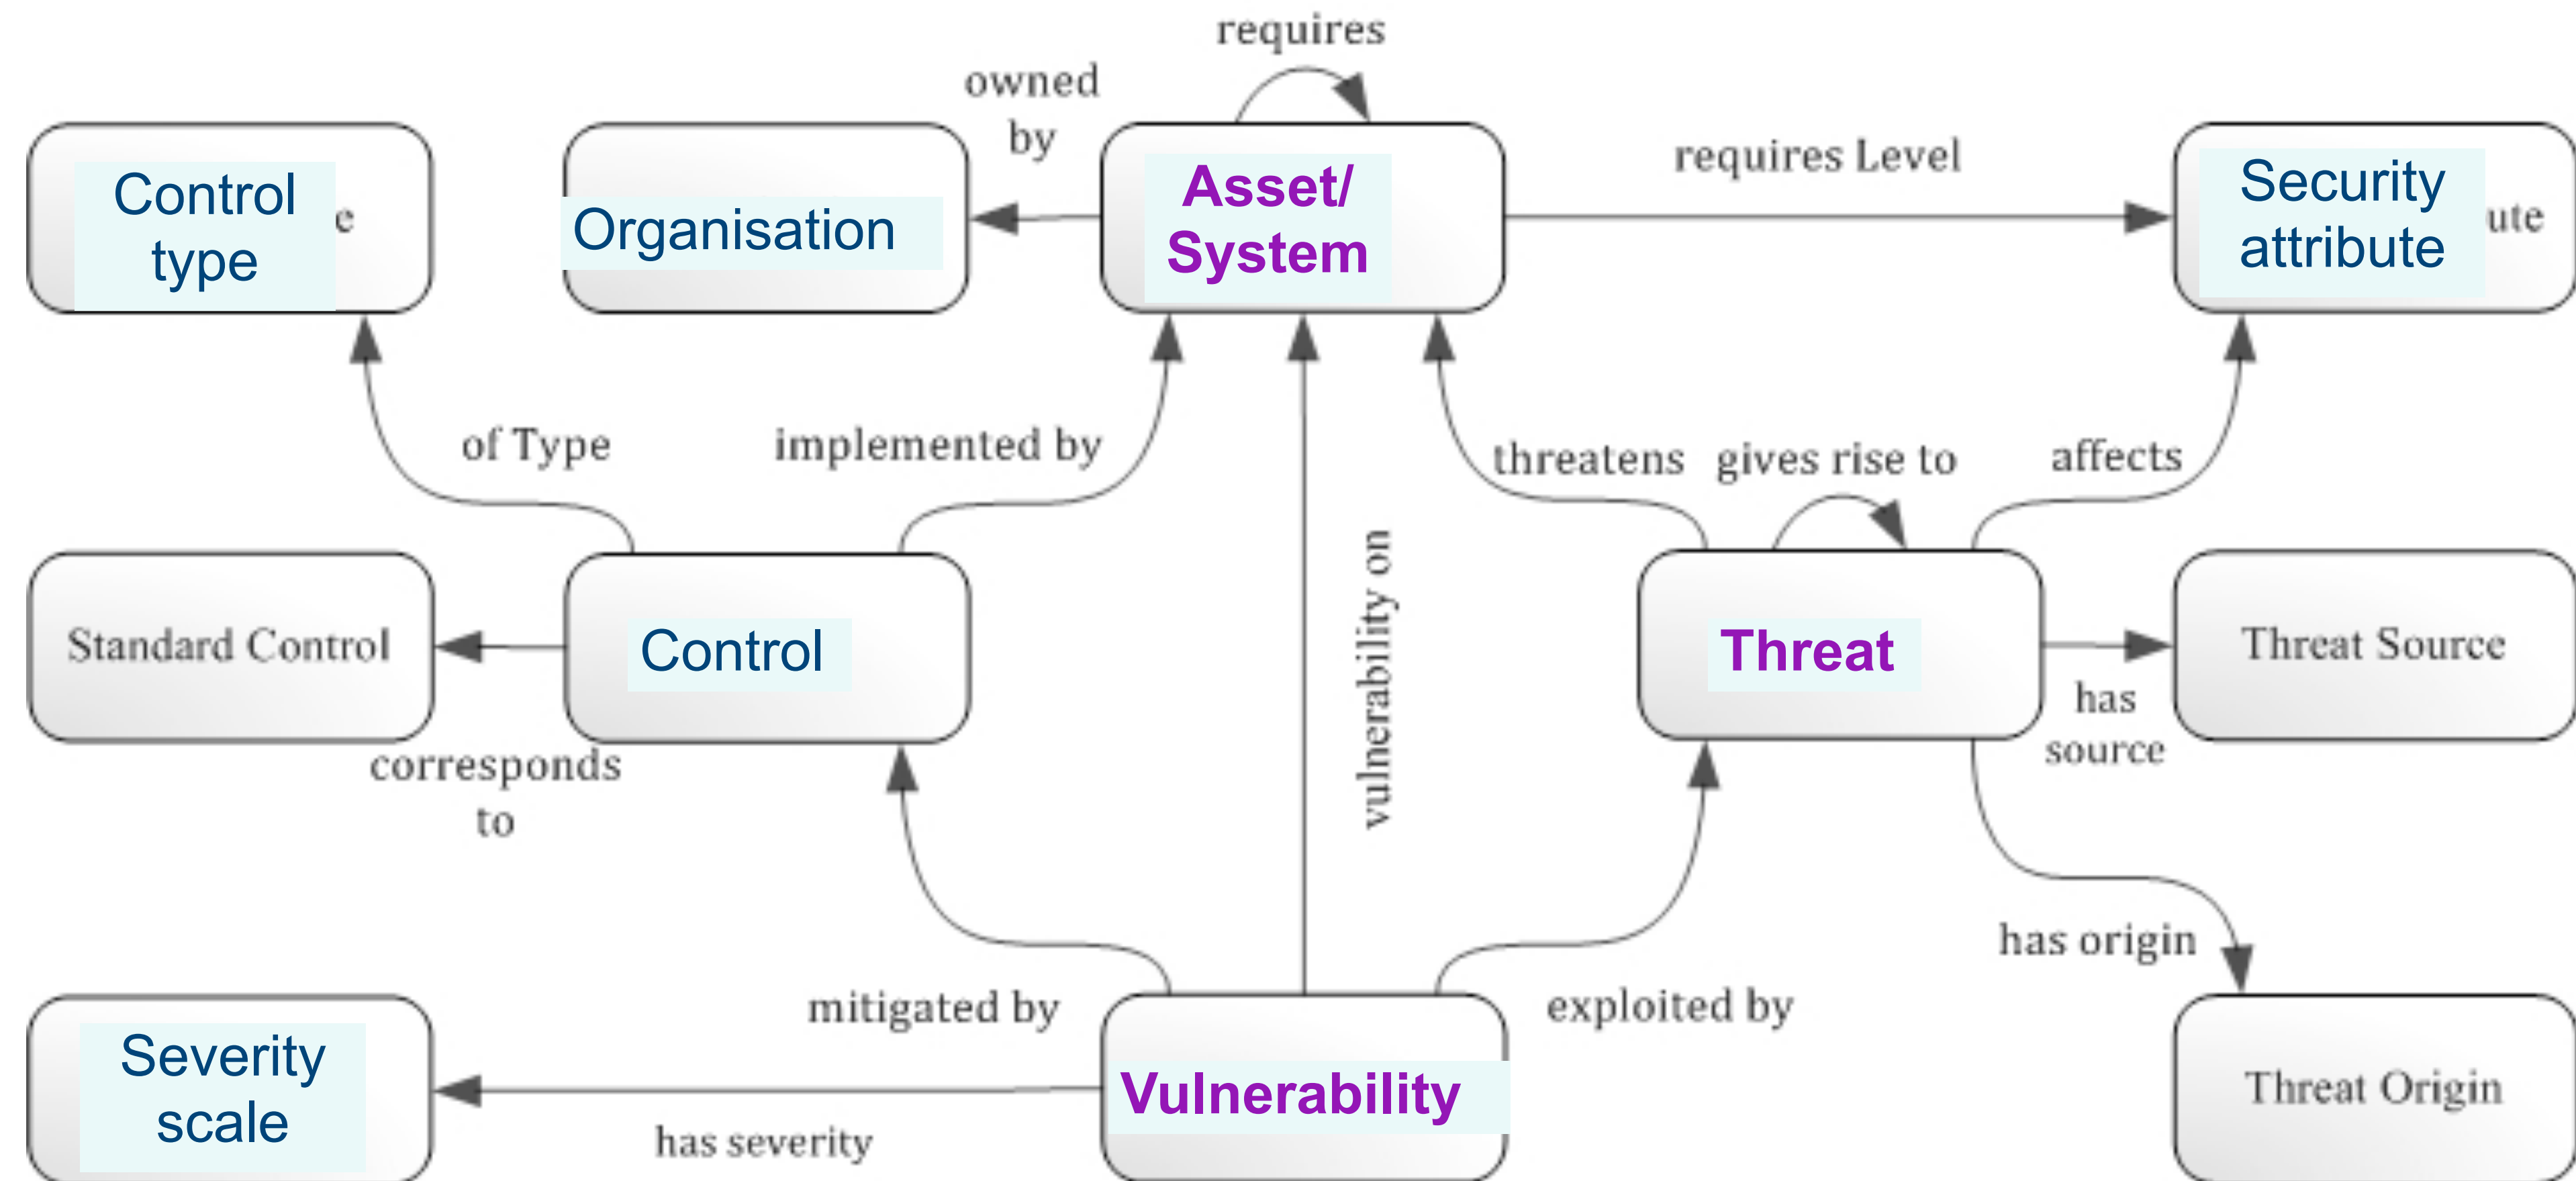 requires
owned
by
Control
type
e
Organisation
Asset/
System
requires Level
Security
attribute
ute
of Type
implemented by
threatens
gives rise to
affects
vulnerability on
Standard Control
Control
Threat
Threat Source
has
source
corresponds
to
has origin
mitigated by
exploited by
Severity
scale
has severity
Vulnerability
Threat Origin